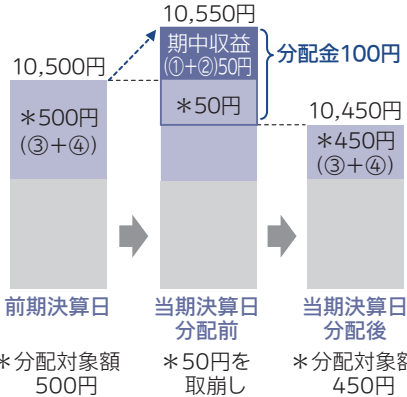 10,550円
期中収益
(①+②)50円
分配金100円
10,500円
*500円
(③+④)
*50円
10,450円
*450円
(③+④)
前期決算日
当期決算日
分配前
当期決算日
分配後
*分配対象額
500円
*50円を
取崩し
*分配対象額
450円